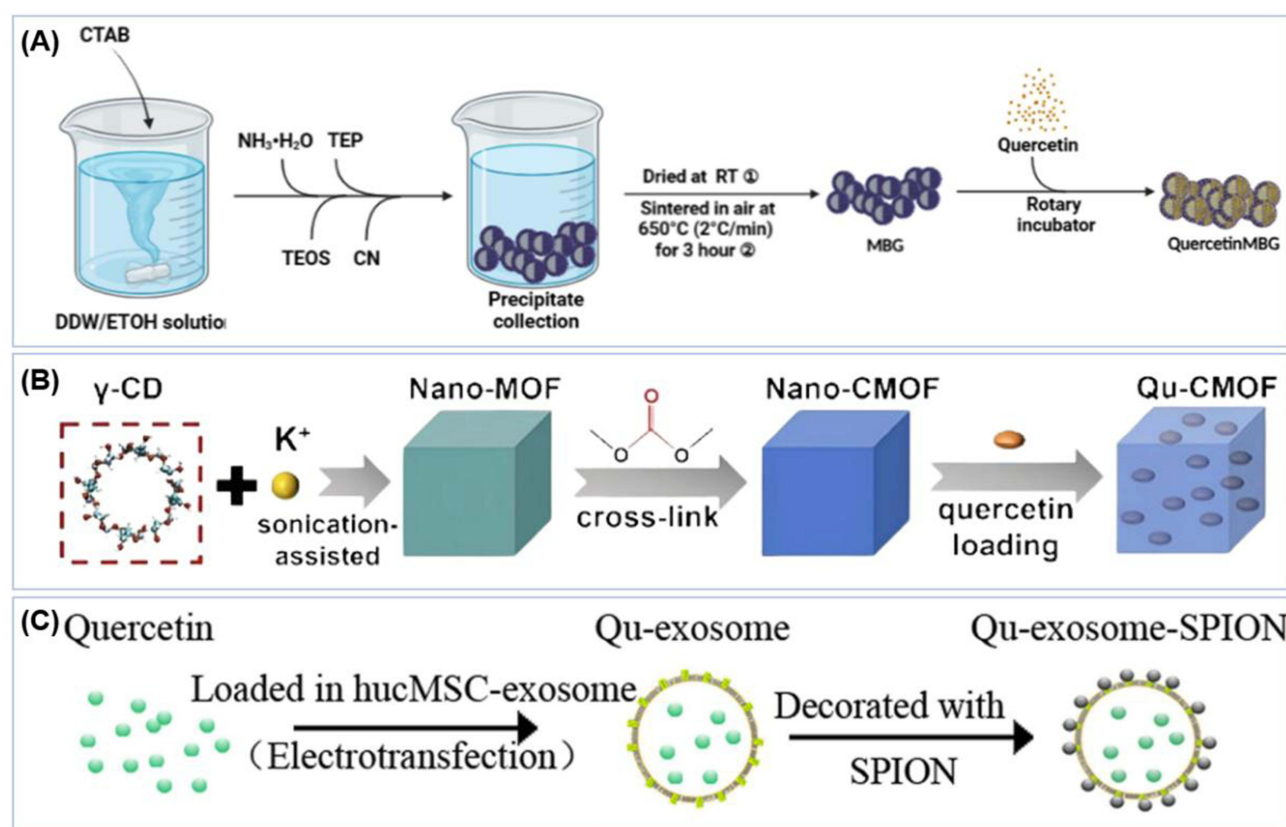 (A)
CTAB
DDW/ETOH solutio
NH₃•H₂O TEP
TEOS CN
Precipitate
collection
Dried at RT ①
Sintered in air at
650°C (2°C/min)
for 3 hour ②
MBG
Quercetin
Rotary
incubator
QuercetinMBG
(B)
γ-CD
K⁺
sonication-
assisted
Nano-MOF
O
O O
cross-link
Nano-CMOF
quercetin
loading
Qu-CMOF
(C)
Quercetin
Loaded in hucMSC-exosome
(Electrotransfection)
Qu-exosome
Decorated with
SPION
Qu-exosome-SPION